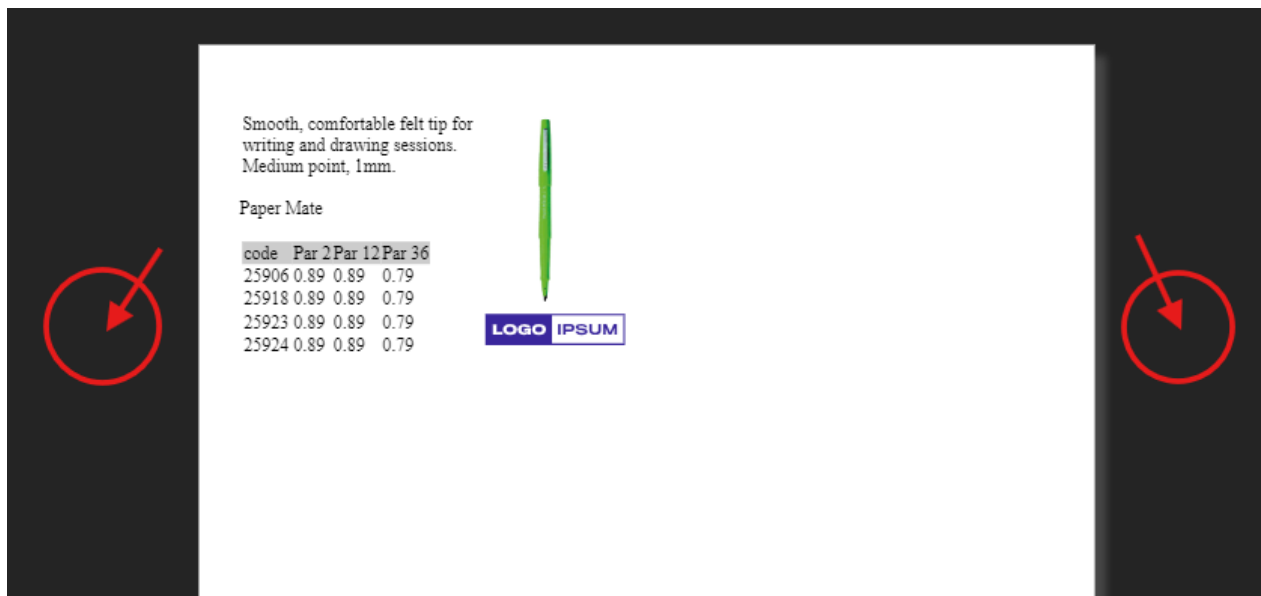 Smooth, comfortable felt tip for
writing and drawing sessions.
Medium point, 1mm.
Paper Mate
code Par 2 Par 12 Par 36
25906 0.89 0.89 0.79
25918 0.89 0.89 0.79
25923 0.89 0.89 0.79
25924 0.89 0.89 0.79
LOGO IPSUM